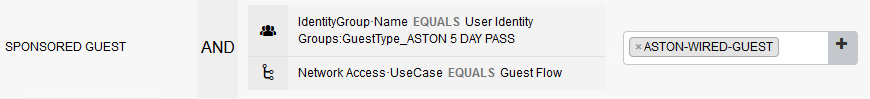 SPONSORED GUEST
AND
IdentityGroup·Name EQUALS User Identity
Groups:GuestType_ASTON 5 DAY PASS
Network Access·UseCase EQUALS Guest Flow
× ASTON-WIRED-GUEST
+